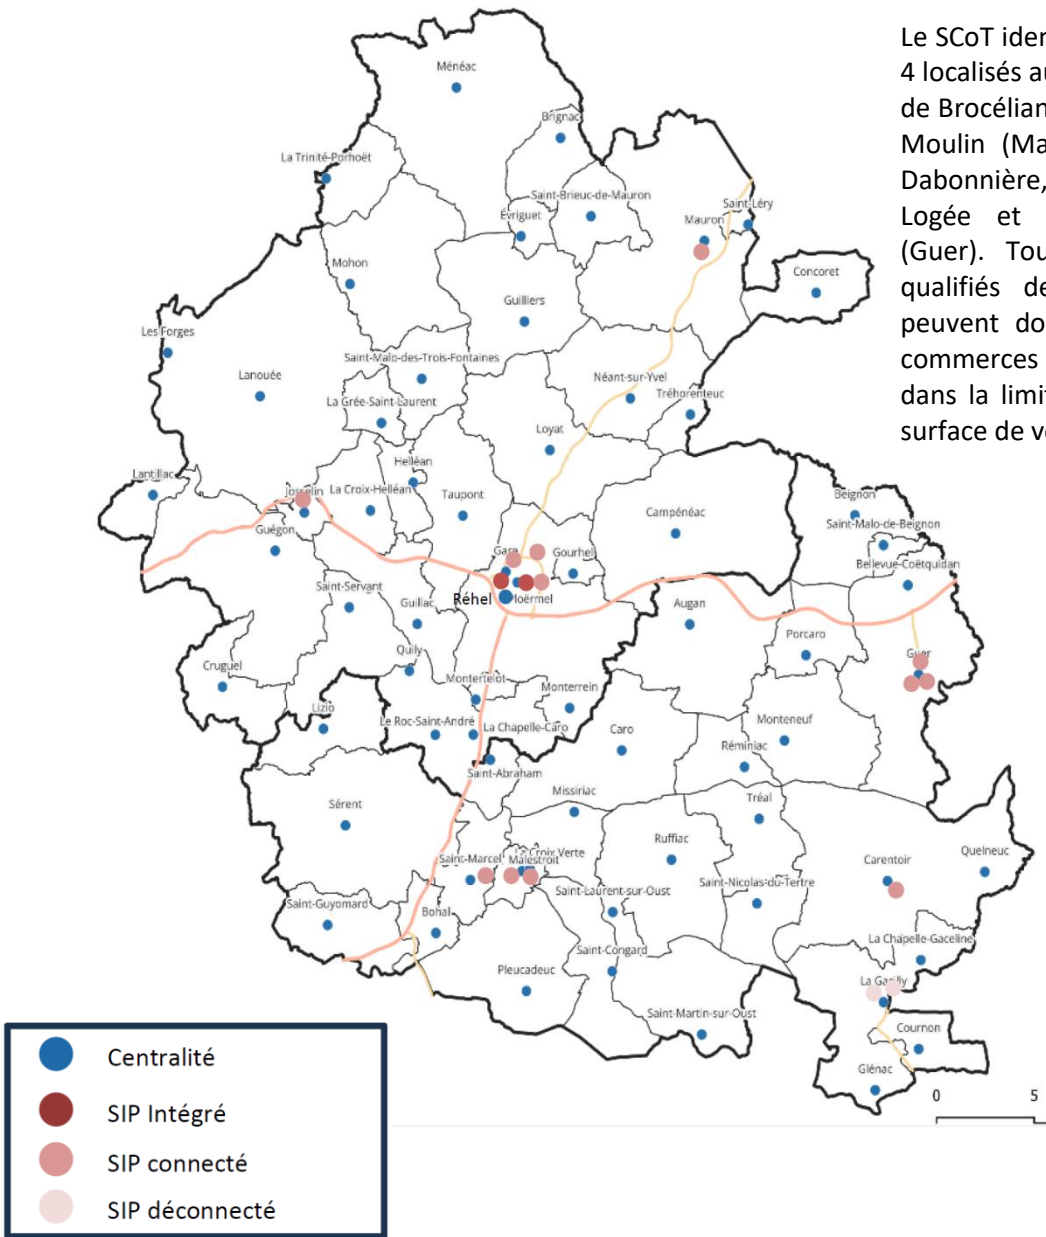 Le SCoT iden
4 localisés au
de Brocélian
Moulin (Ma
Dabonnière,
Logée et
(Guer). Tou
qualifiés de
peuvent do
commerces
dans la limit
surface de v
Ménéac
Brignac
La Trinité-Porhoët
Saint-Brieuc-de-Mauron
Saint-Léry
Évriguet
Mauron
Mohon
Concoret
Guilliers
Les Forges
Saint-Malo-des-Trois-Fontaines
Lanouée
Néant-sur-Yvel
Tréhorenteuc
La Grée-Saint-Laurent
Loyat
Helléan
Lantillac
Josselin
La Croix-Helléan
Taupont
Beignon
Campénéac
Saint-Malo-de-Beignon
Guégon
Gare
Gourhel
Bellevue-Coëtquidan
Saint-Servant
Réhel
Ploërmel
Guillac
Augan
Porcaro
Guer
Quily
Cruguel
Montertelot
Monterrein
Lizio
Le Roc-Saint-André
La Chapelle-Caro
Caro
Monteneuf
Réminiac
Saint-Abraham
Missiriac
Sérent
Tréal
Ruffiac
Quelneuc
Saint-Marcel
La Croix Verte
Malestroit
Carentoir
Saint-Laurent-sur-Oust
Saint-Nicolas-du-Tertre
Saint-Guyomard
Bohal
La Chapelle-Gaceline
Saint-Congard
Pleucadeuc
La Gacilly
Saint-Martin-sur-Oust
Cournon
Glénac
0 5
Centralité
SIP Intégré
SIP connecté
SIP déconnecté